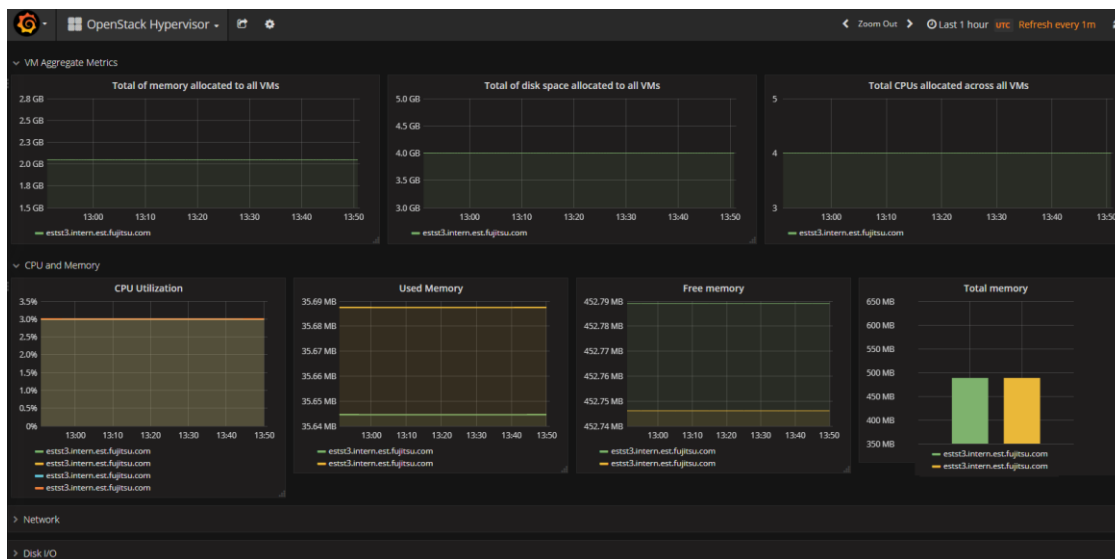 OpenStack Hypervisor
Zoom Out
Last 1 hour UTC Refresh every 1m
VM Aggregate Metrics
Total of memory allocated to all VMs
2.8 GB
2.5 GB
2.3 GB
2.0 GB
1.8 GB
1.5 GB
13:00 13:10 13:20 13:30 13:40 13:50
estst3.intern.est.fujitsu.com
Total of disk space allocated to all VMs
5.0 GB
4.5 GB
4.0 GB
3.5 GB
3.0 GB
13:00 13:10 13:20 13:30 13:40 13:50
estst3.intern.est.fujitsu.com
Total CPUs allocated across all VMs
5
4
3
13:00 13:10 13:20 13:30 13:40 13:50
estst3.intern.est.fujitsu.com
CPU and Memory
CPU Utilization
3.5%
3.0%
2.5%
2.0%
1.5%
1.0%
0.5%
0%
13:00 13:10 13:20 13:30 13:40 13:50
estst3.intern.est.fujitsu.com
estst3.intern.est.fujitsu.com
estst3.intern.est.fujitsu.com
estst3.intern.est.fujitsu.com
Used Memory
35.69 MB
35.68 MB
35.67 MB
35.66 MB
35.65 MB
35.64 MB
13:00 13:10 13:20 13:30 13:40 13:50
estst3.intern.est.fujitsu.com
estst3.intern.est.fujitsu.com
Free memory
452.79 MB
452.78 MB
452.77 MB
452.76 MB
452.75 MB
452.74 MB
13:00 13:10 13:20 13:30 13:40 13:50
estst3.intern.est.fujitsu.com
estst3.intern.est.fujitsu.com
Total memory
650 MB
600 MB
550 MB
500 MB
450 MB
400 MB
350 MB
estst3.intern.est.fujitsu.com
estst3.intern.est.fujitsu.com
Network
Disk I/O